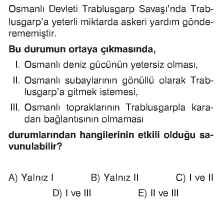 Osmanlı Devleti Trablusgarp Savaşı'nda Trab-
lusgarp'a yeterli miktarda askeri yardım gönde-
rememiştir.
Bu durumun ortaya çıkmasında,
I. Osmanlı deniz gücünün yetersiz olması,
II. Osmanlı subaylarının gönüllü olarak Trab-
lusgarp'a gitmek istemesi,
III. Osmanlı topraklarının Trablusgarpla kara-
dan bağlantısının olmaması
durumlarından hangilerinin etkili olduğu sa-
vunulabilir?
A) Yalnız I B) Yalnız II C) I ve II
D) I ve III E) II ve III